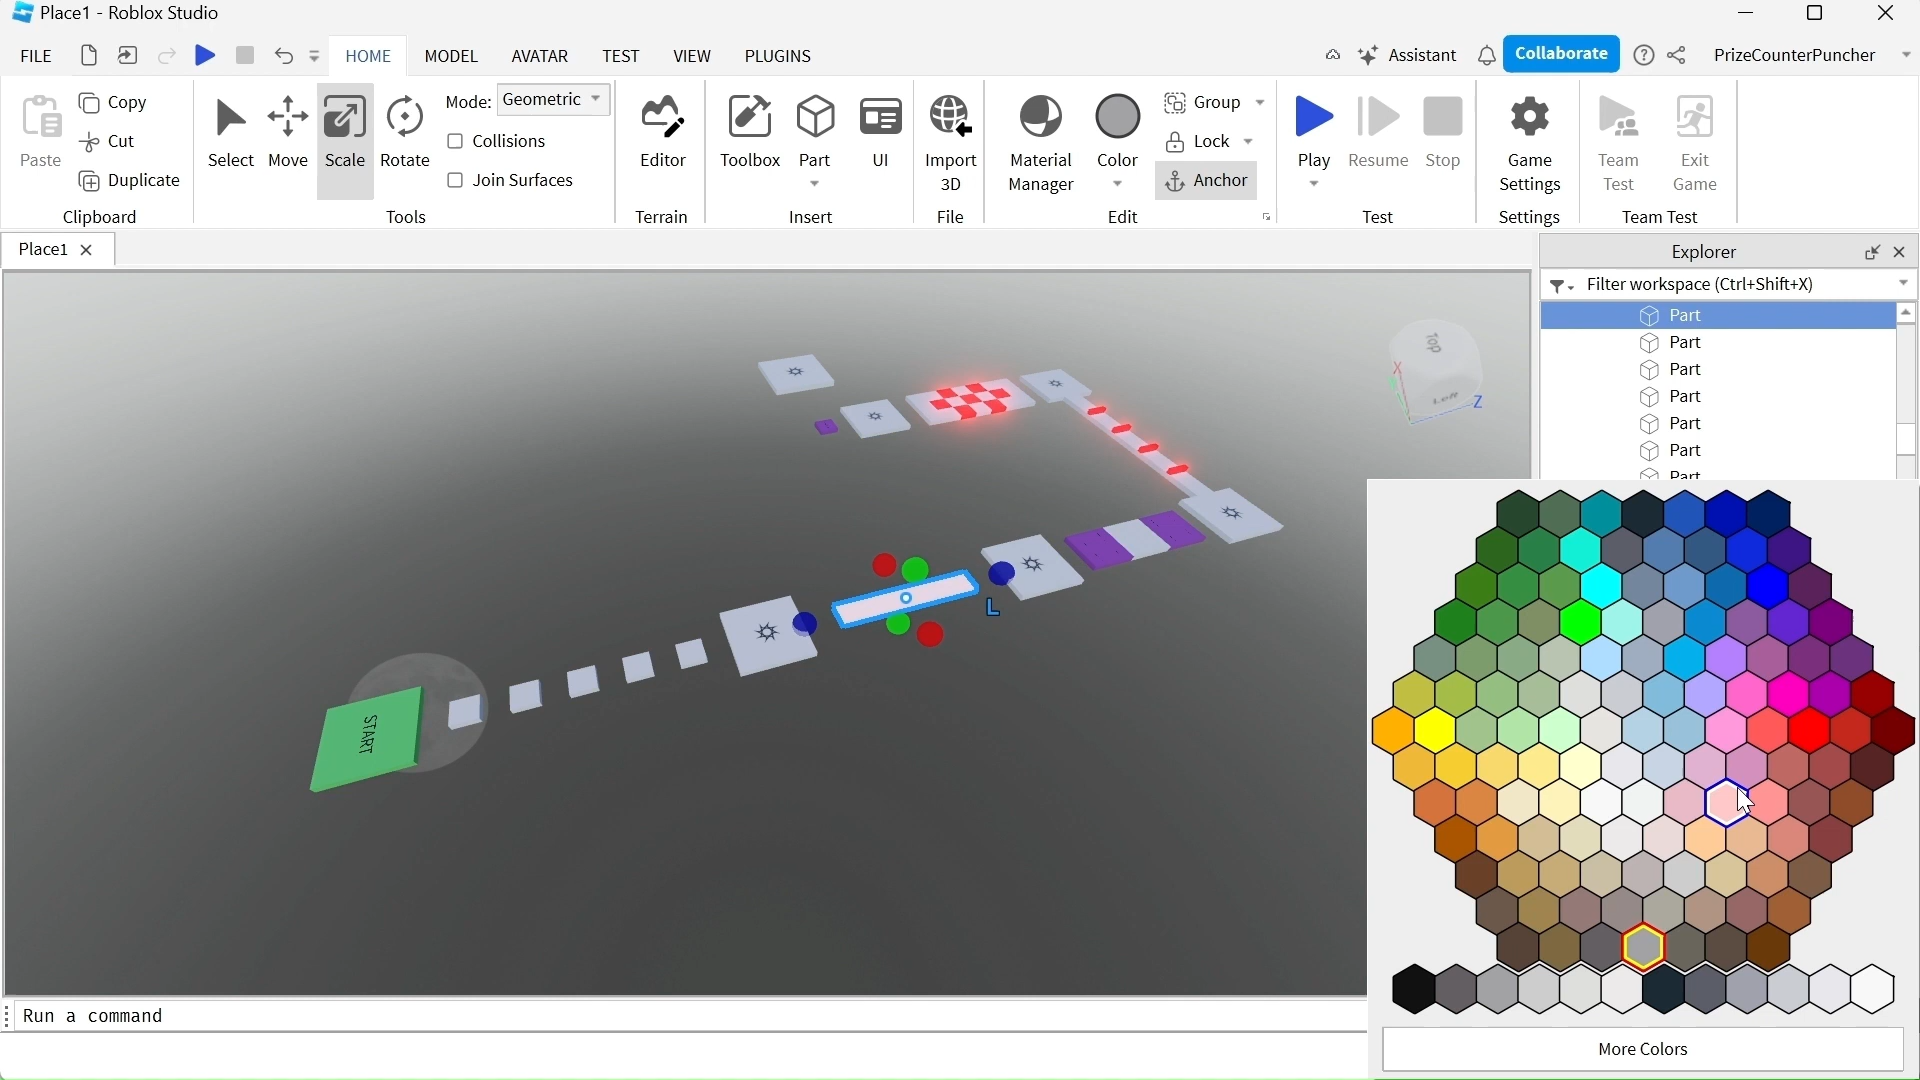 Place1 - Roblox Studio
FILE HOME MODEL AVATAR TEST VIEW PLUGINS Assistant Collaborate PrizeCounterPuncher
Paste Copy Cut Duplicate
Clipboard
Select Move Scale Rotate Mode: Geometric
Collisions
Join Surfaces
Tools
Editor
Terrain
Toolbox Part UI
Insert
Import
3D
File
Material
Manager
Color
Group
Lock
Anchor
Edit
Play Resume Stop
Test
Game
Settings
Settings
Team
Test
Exit
Game
Team Test
Place1
Explorer
Filter workspace (Ctrl+Shift+X)
Part
Part
Part
Part
Part
Part
Part
Top
Left
X
Z
L
START
Run a command
More Colors